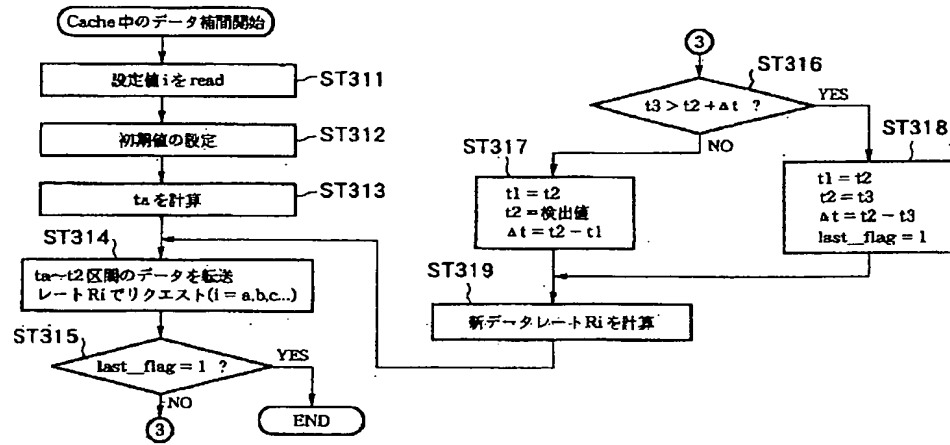 Cache中のデータ補間開始
設定値iをread
ST311
初期値の設定
ST312
taを計算
ST313
ST314
ta~t2区間のデータを転送
レートRiでリクエスト(i=a,b,c...)
ST315
last_flag=1 ?
YES
NO
3
END
3
ST316
t3>t2+Δt ?
YES
NO
ST317
t1=t2
t2=検出値
Δt=t2-t1
ST318
t1=t2
t2=t3
Δt=t2-t3
last_flag=1
ST319
新データレートRiを計算